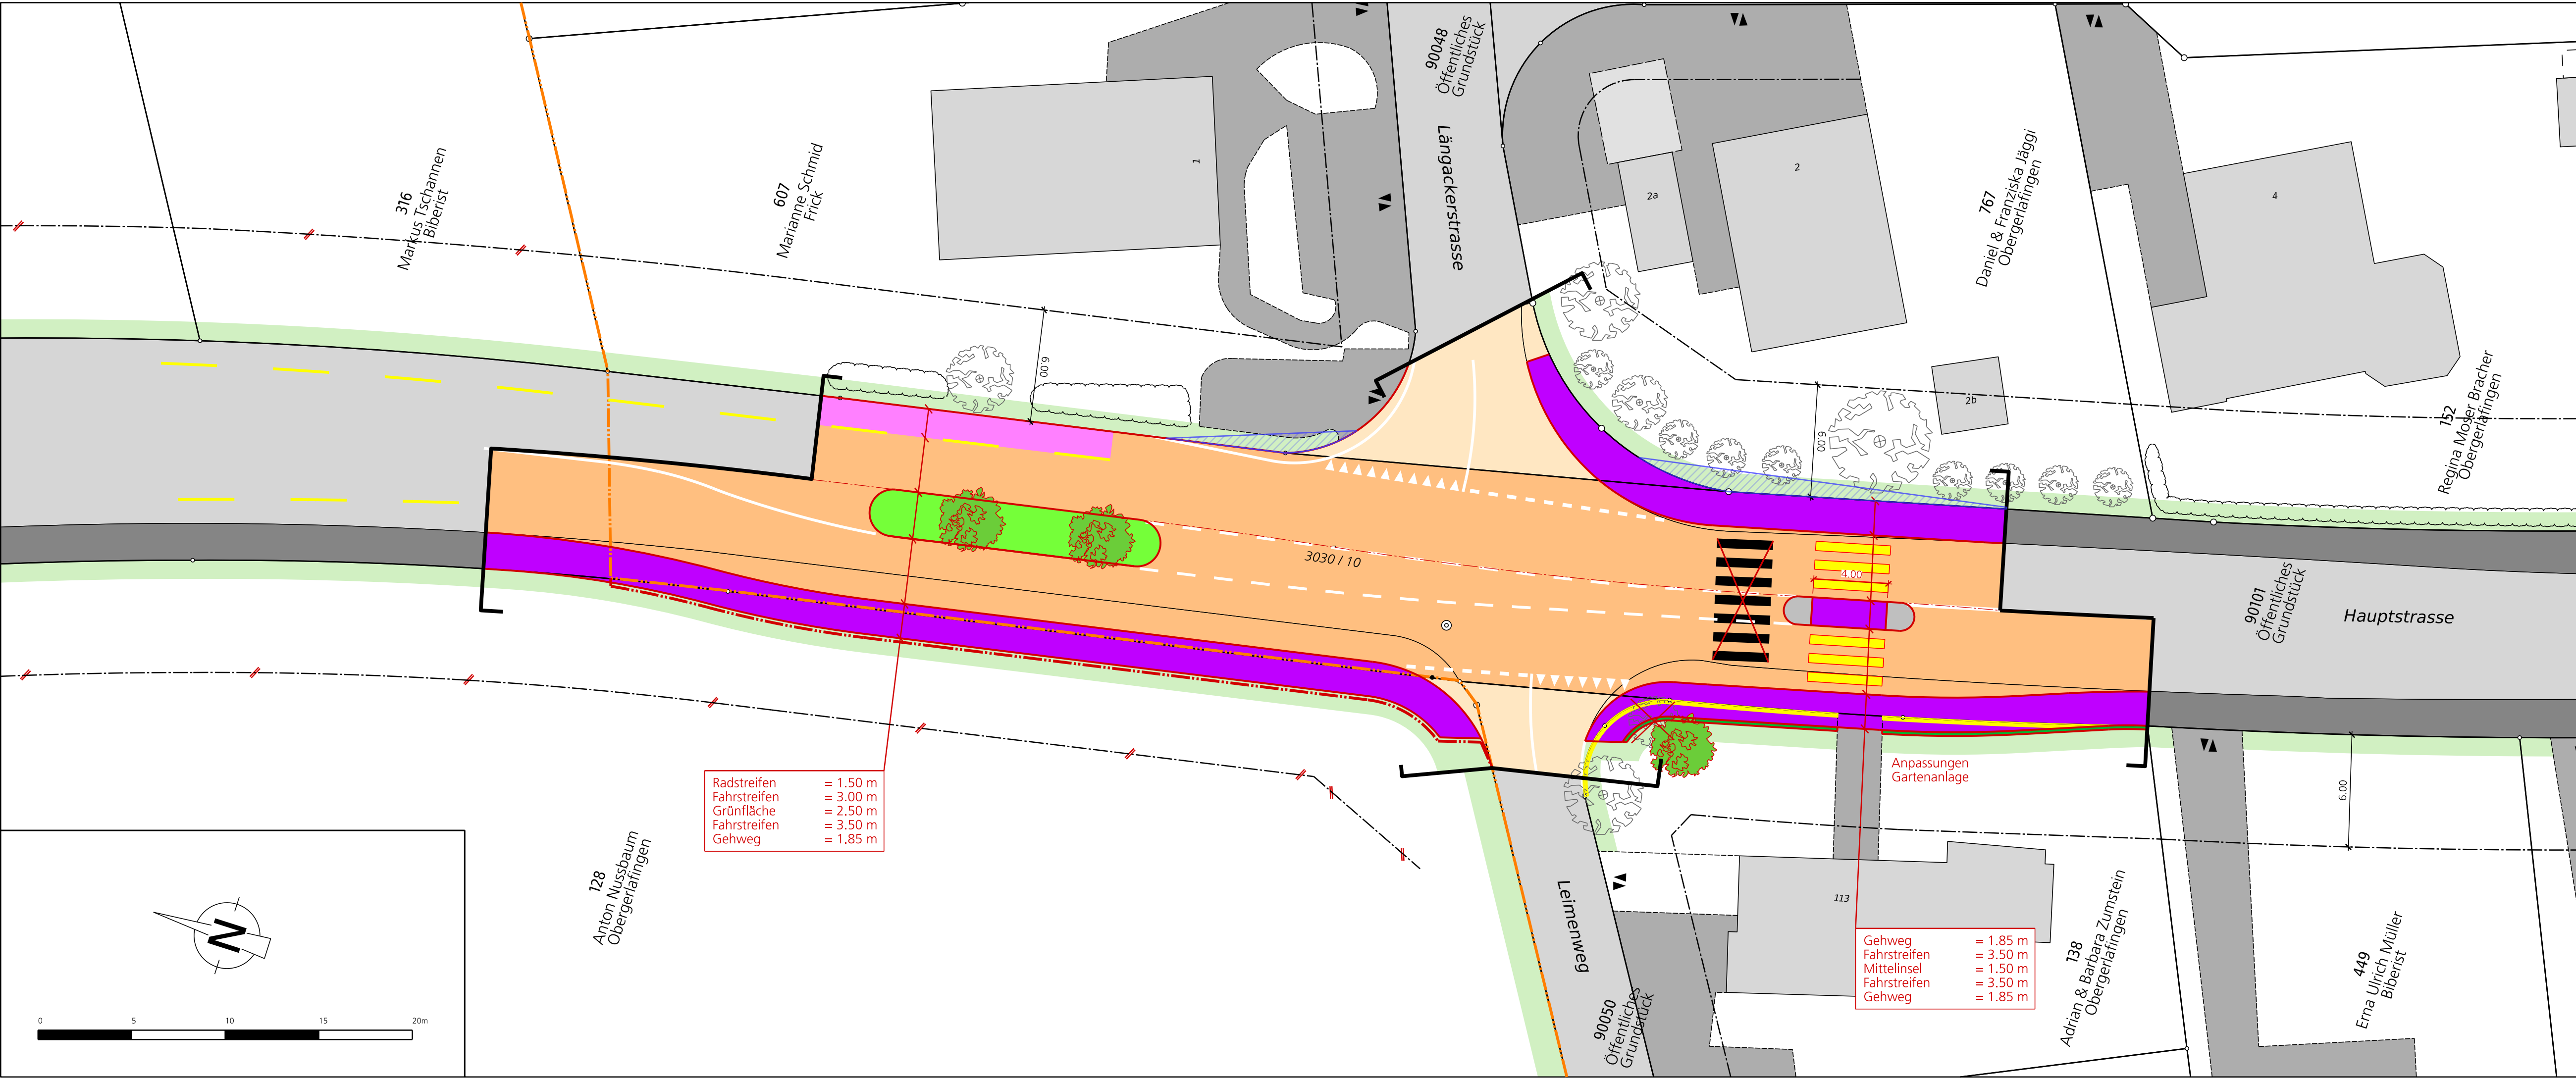 316
Markus Tschannen
Biberist
607
Marianne Schmid
Frick
1
90048
Öffentliches
Grundstück
Längackerstrasse
2a
2
767
Daniel & Franziska Jäggi
Obergerlafingen
4
2b
152
Regina Moser Bracher
Obergerlafingen
6.00
6.00
3030 / 10
4.00
90101
Öffentliches
Grundstück
Hauptstrasse
Radstreifen = 1.50 m
Fahrstreifen = 3.00 m
Grünfläche = 2.50 m
Fahrstreifen = 3.50 m
Gehweg = 1.85 m
Anpassungen
Gartenanlage
6.00
128
Anton Nussbaum
Obergerlafingen
Leimenweg
113
Gehweg = 1.85 m
Fahrstreifen = 3.50 m
Mittelinsel = 1.50 m
Fahrstreifen = 3.50 m
Gehweg = 1.85 m
138
Adrian & Barbara Zumstein
Obergerlafingen
449
Erna Ulrich Müller
Biberist
90050
Öffentliches
Grundstück
N
0 5 10 15 20m